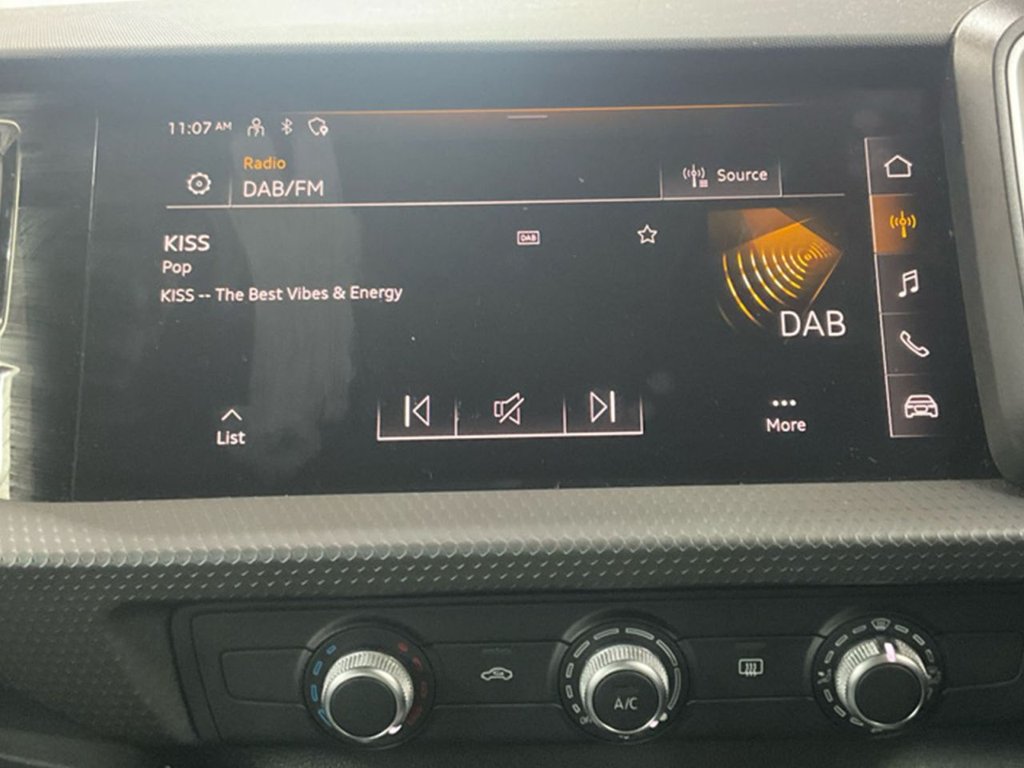 11:07 AM
Radio
DAB/FM
Source
KISS
DAB
Pop
KISS -- The Best Vibes & Energy
DAB
List
More
A/C